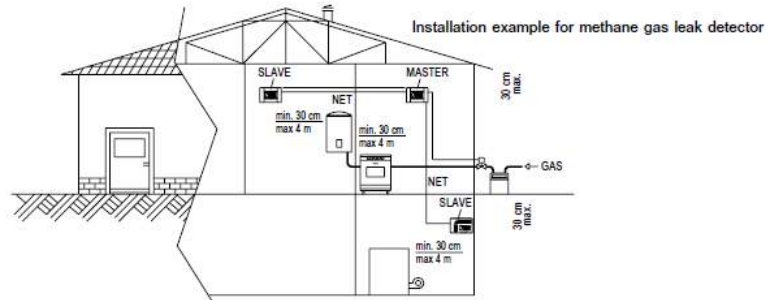 Installation example for methane gas leak detector
SLAVE
MASTER
30 cm
max.
NET
min. 30 cm
max 4 m
min. 30 cm
max 4 m
GAS
NET
SLAVE
30 cm
max.
min. 30 cm
max 4 m